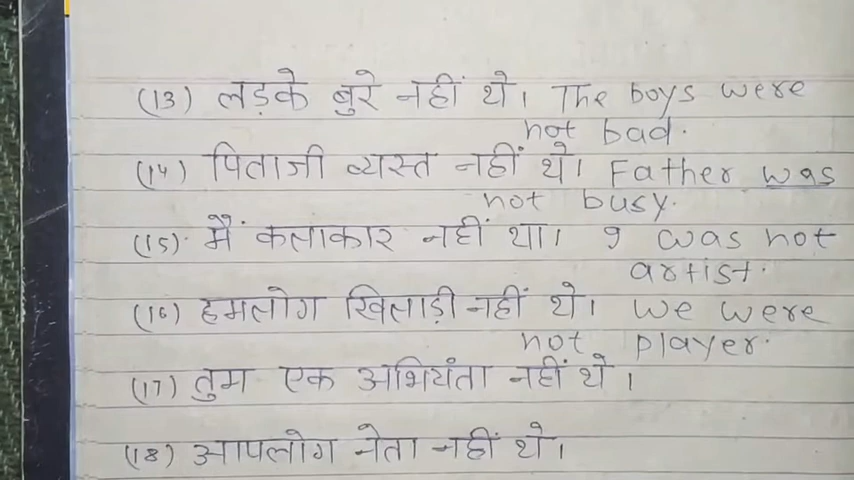 (13) लड़के बुरे नहीं थे। The boys were
not bad.
(14) पिताजी व्यस्त नहीं थे। Father was
not busy.
(15) मैं कलाकार नहीं था। I was not
artist.
(16) हमलोग खिलाड़ी नहीं थे। We were
not player.
(17) तुम एक अभियंता नहीं थे।
(18) आपलोग नेता नहीं थे।